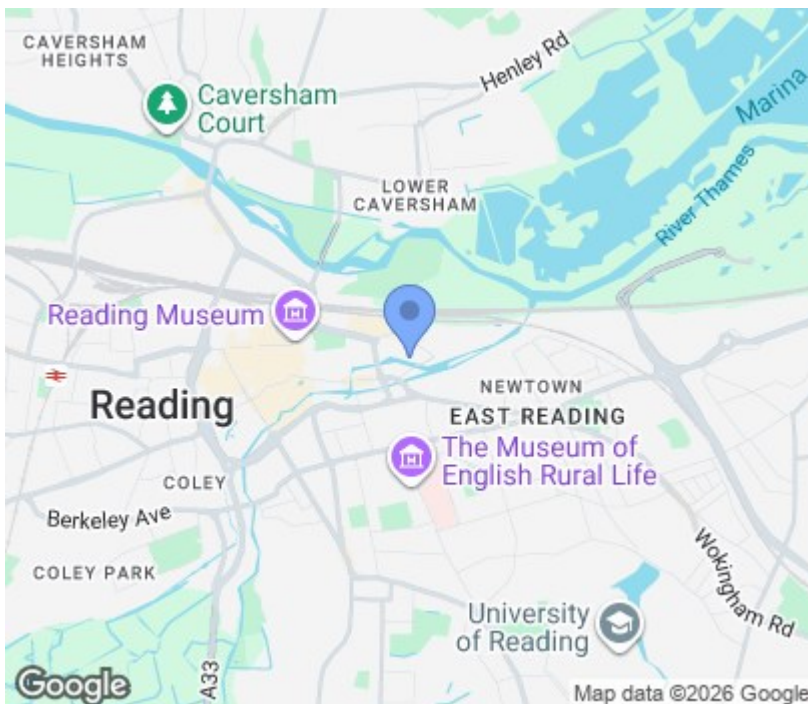 CAVERSHAM
HEIGHTS
Henley Rd
Caversham
Court
Marina
LOWER
CAVERSHAM
River Thames
Reading Museum
Reading
NEWTOWN
EAST READING
The Museum of
English Rural Life
COLEY
Berkeley Ave
Wokingham Rd
COLEY PARK
University
of Reading
A33
Google
Map data ©2026 Google